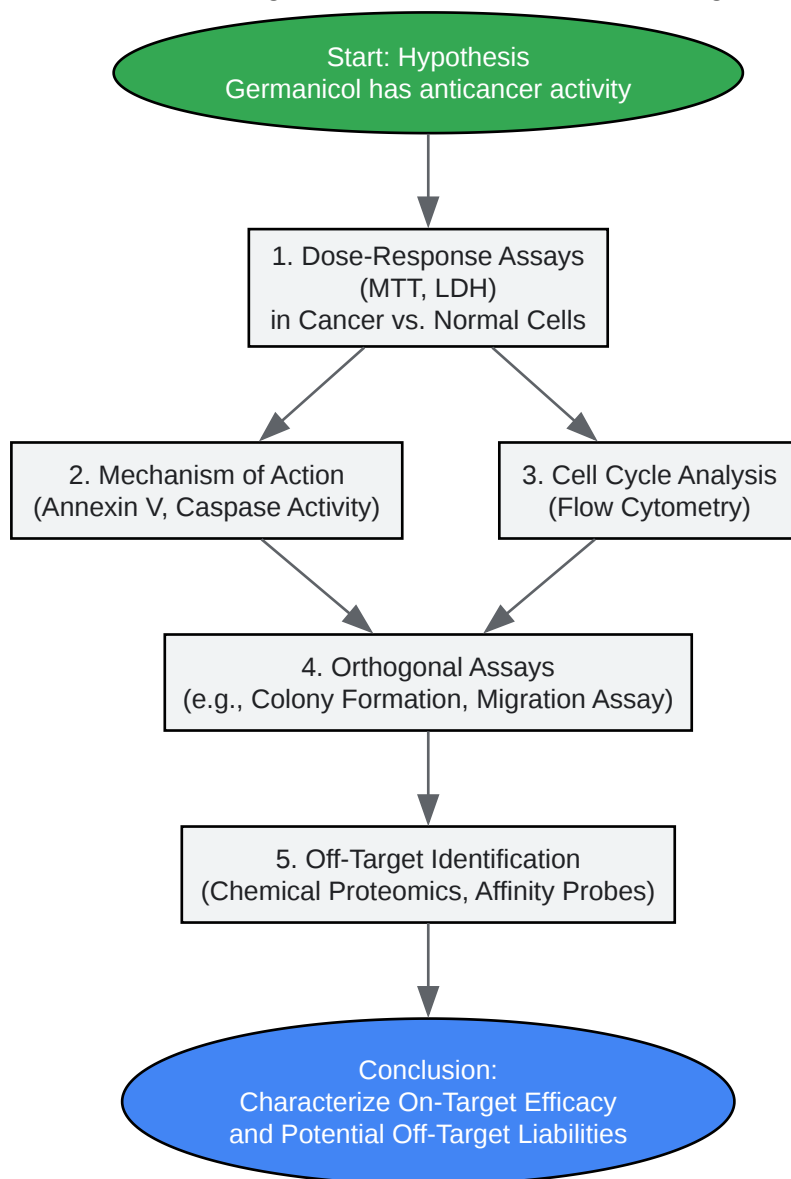 Start: Hypothesis
Germanicol has anticancer activity
1. Dose-Response Assays
(MTT, LDH)
in Cancer vs. Normal Cells
2. Mechanism of Action
(Annexin V, Caspase Activity)
3. Cell Cycle Analysis
(Flow Cytometry)
4. Orthogonal Assays
(e.g., Colony Formation, Migration Assay)
5. Off-Target Identification
(Chemical Proteomics, Affinity Probes)
Conclusion:
Characterize On-Target Efficacy
and Potential Off-Target Liabilities